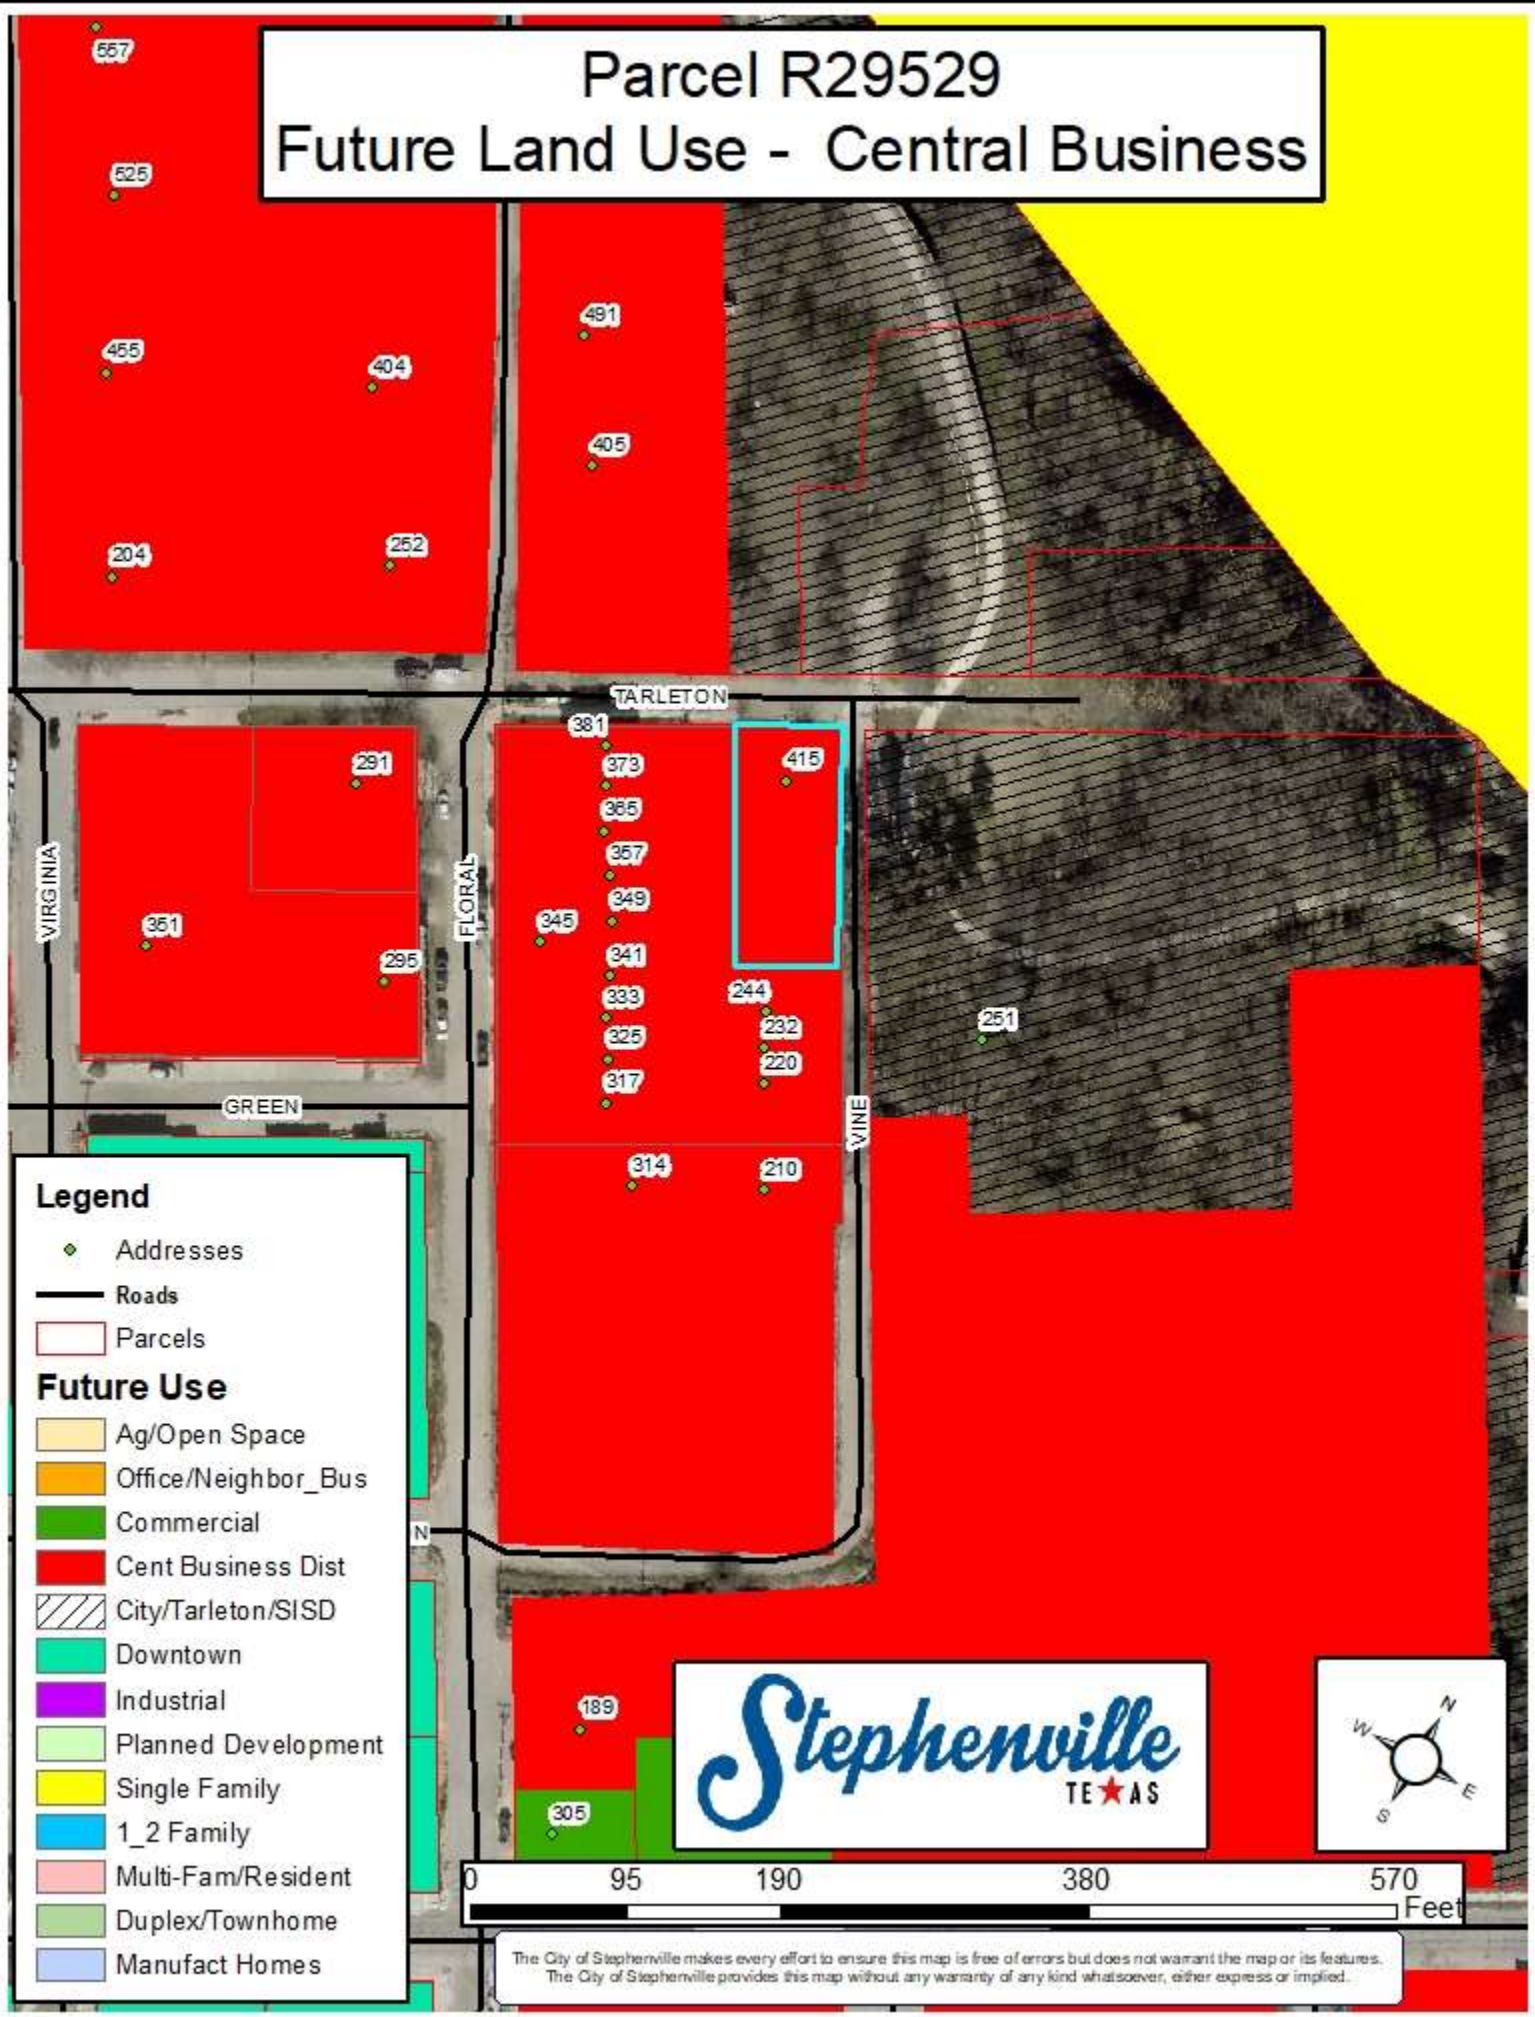 Parcel R29529
Future Land Use - Central Business
557
525
455
404
204
252
491
405
TARLETON
381
373
365
357
349
345
341
333
325
317
415
291
351
295
VIRGINIA
FLORAL
244
232
220
251
GREEN
VINE
314
210
N
189
305
Legend
Addresses
Roads
Parcels
Future Use
Ag/Open Space
Office/Neighbor_Bus
Commercial
Cent Business Dist
City/Tarleton/SISD
Downtown
Industrial
Planned Development
Single Family
1_2 Family
Multi-Fam/Resident
Duplex/Townhome
Manufact Homes
Stephenville
TEXAS
N
W
E
S
0 95 190 380 570
Feet
The City of Stephenville makes every effort to ensure this map is free of errors but does not warrant the map or its features.
The City of Stephenville provides this map without any warranty of any kind whatsoever, either express or implied.